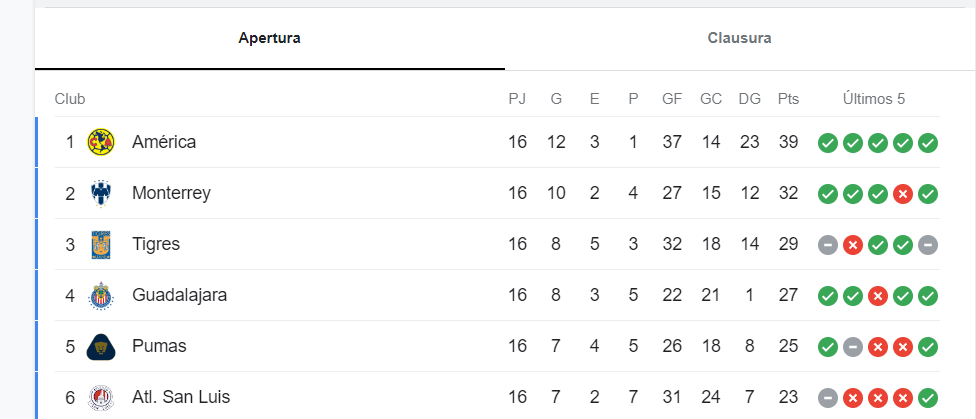 Apertura Clausura
Club PJ G E P GF GC DG Pts Últimos 5
1 América 16 12 3 1 37 14 23 39
2 Monterrey 16 10 2 4 27 15 12 32
3 Tigres 16 8 5 3 32 18 14 29
4 Guadalajara 16 8 3 5 22 21 1 27
5 Pumas 16 7 4 5 26 18 8 25
6 Atl. San Luis 16 7 2 7 31 24 7 23